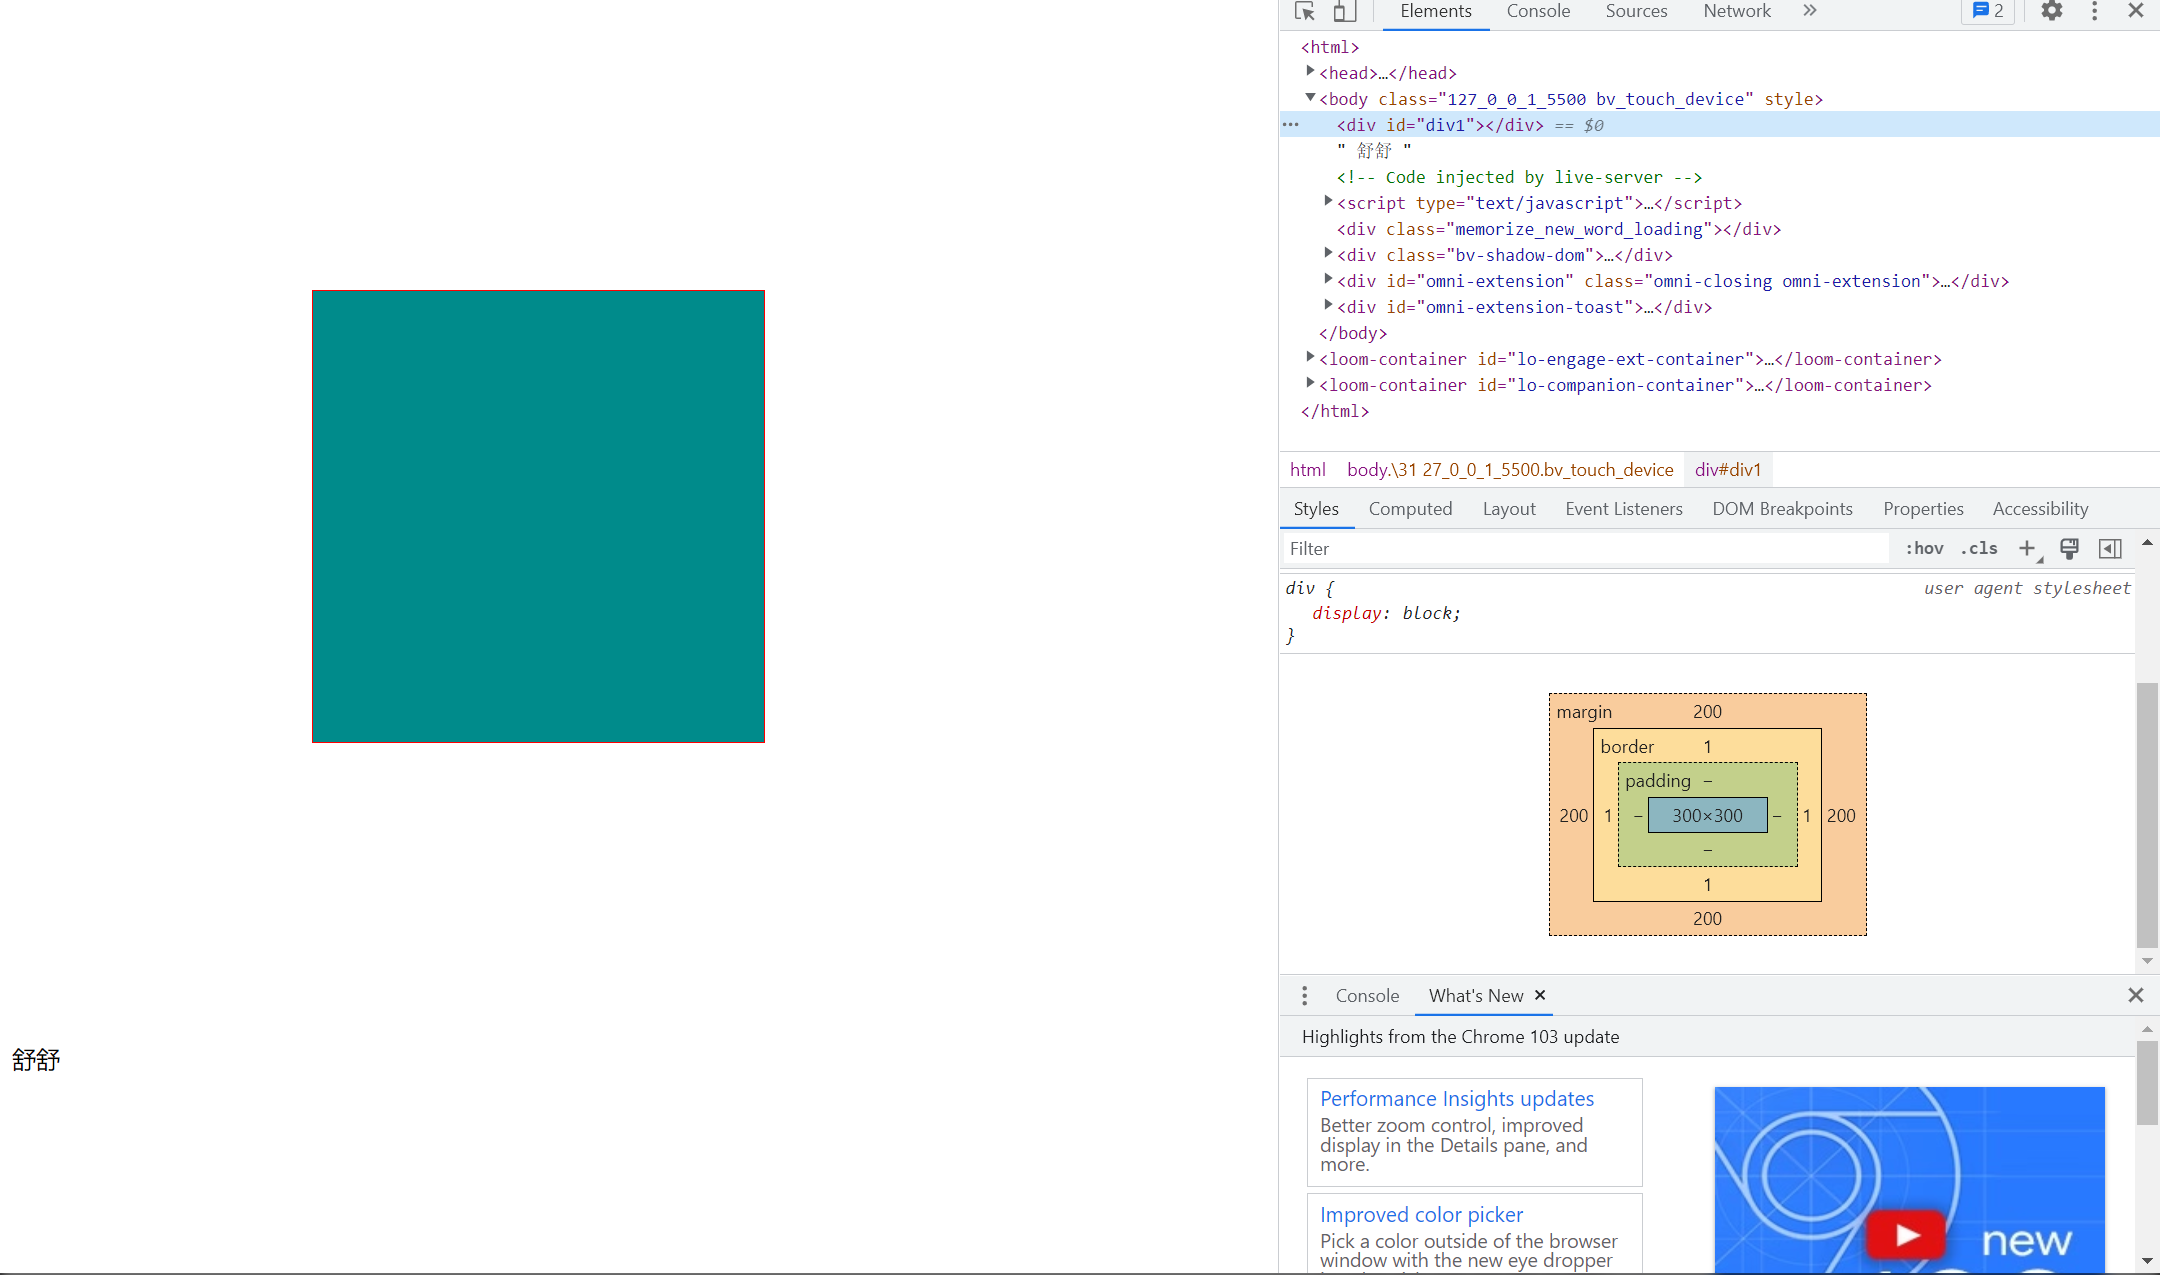 舒舒
Elements Console Sources Network 2
<html>
<head>…</head>
<body class="127_0_0_1_5500 bv_touch_device" style>
<div id="div1"></div> == $0
" 舒舒 "
<!-- Code injected by live-server -->
<script type="text/javascript">…</script>
<div class="memorize_new_word_loading"></div>
<div class="bv-shadow-dom">…</div>
<div id="omni-extension" class="omni-closing omni-extension">…</div>
<div id="omni-extension-toast">…</div>
</body>
<loom-container id="lo-engage-ext-container">…</loom-container>
<loom-container id="lo-companion-container">…</loom-container>
</html>
html body.\31 27_0_0_1_5500.bv_touch_device div#div1
Styles Computed Layout Event Listeners DOM Breakpoints Properties Accessibility
Filter :hov .cls
div { user agent stylesheet
display: block;
}
margin 200
border 1
padding –
200 1 – 300×300 – 1 200
–
1
200
Console What's New
Highlights from the Chrome 103 update
Performance Insights updates
Better zoom control, improved
display in the Details pane, and
more.
Improved color picker
Pick a color outside of the browser
window with the new eye dropper
new